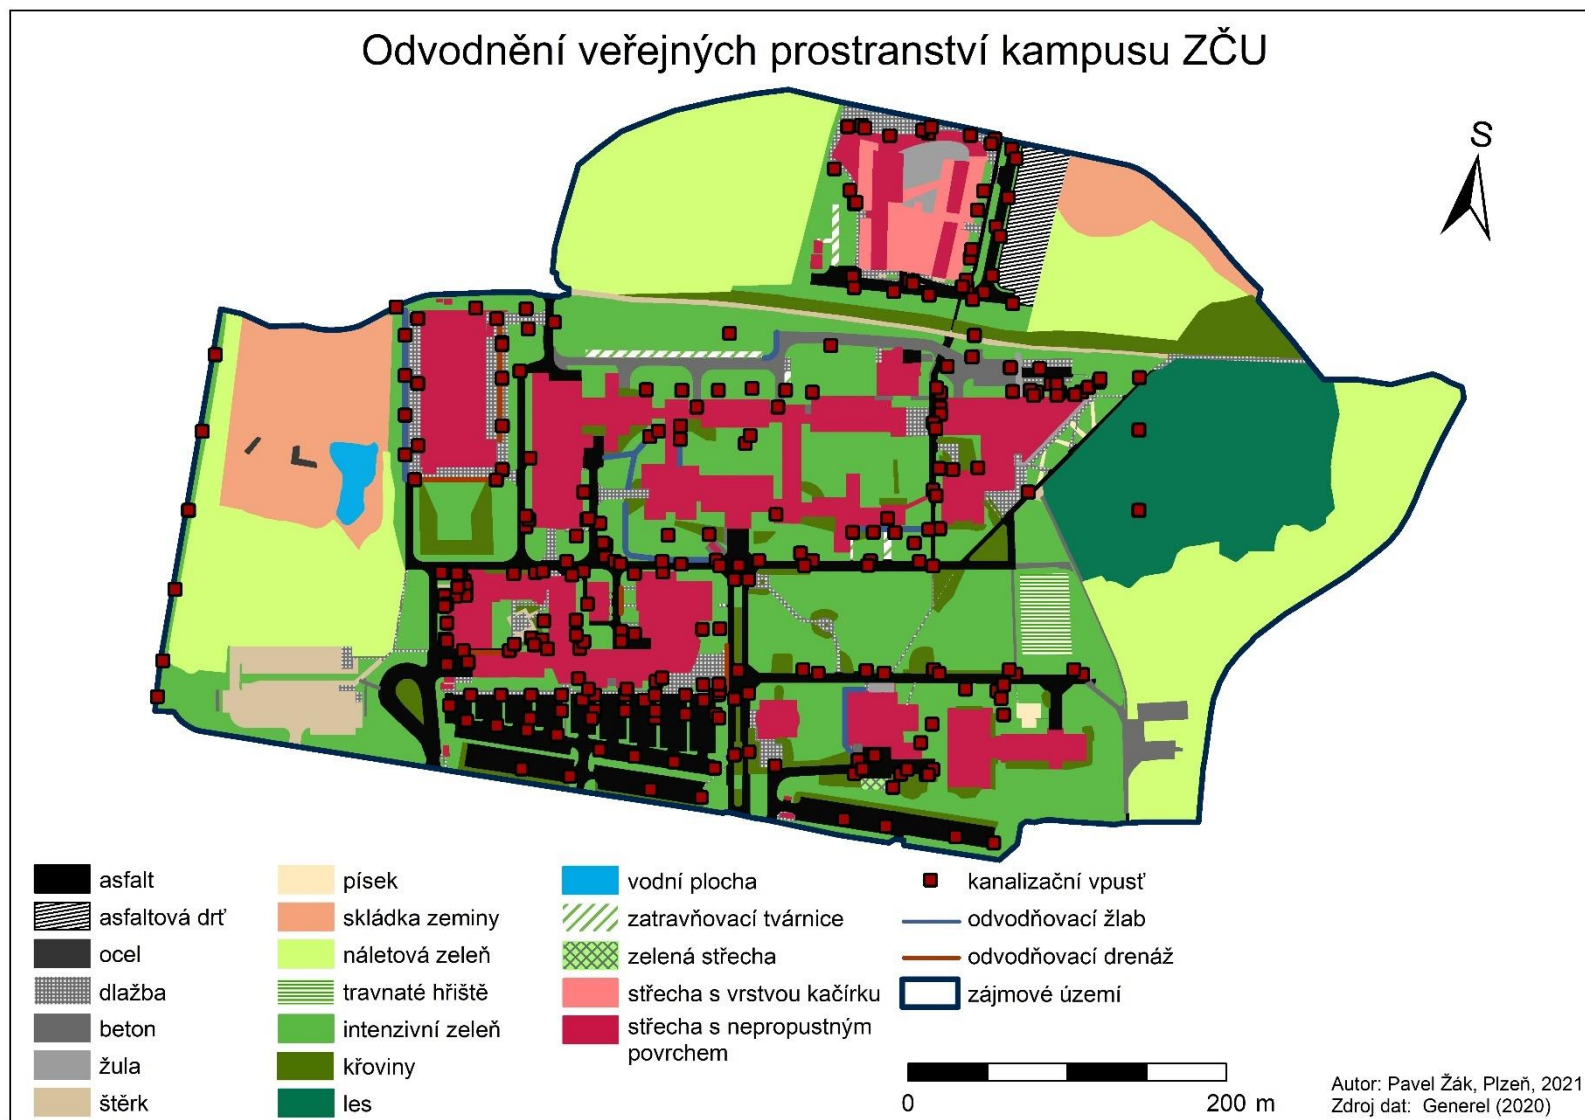 Odvodnění veřejných prostranství kampusu ZČU
S
asfalt
asfaltová drť
ocel
dlažba
beton
žula
štěrk
písek
skládka zeminy
náletová zeleň
travnaté hřiště
intenzivní zeleň
křoviny
les
vodní plocha
zatravňovací tvárnice
zelená střecha
střecha s vrstvou kačírku
střecha s nepropustným
povrchem
kanalizační vpusť
odvodňovací žlab
odvodňovací drenáž
zájmové území
0
200 m
Autor: Pavel Žák, Plzeň, 2021
Zdroj dat: Generel (2020)